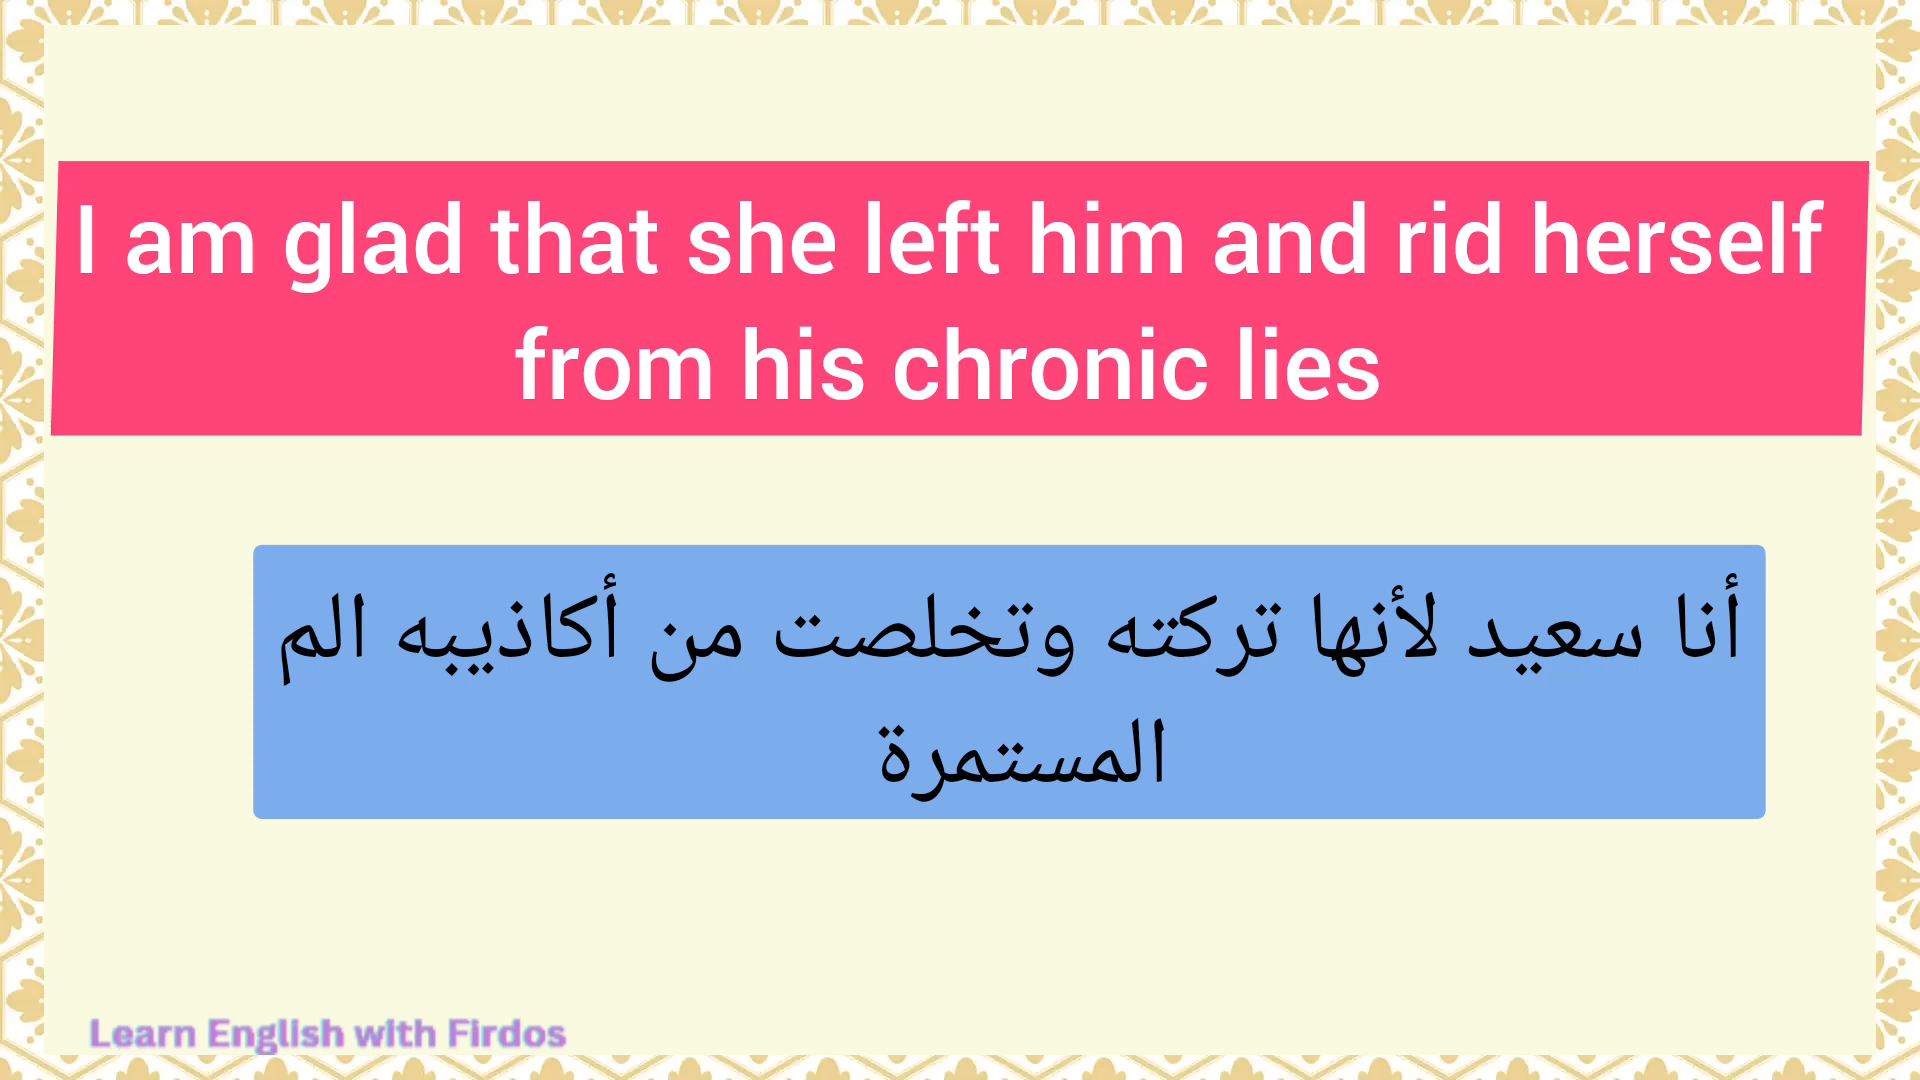 I am glad that she left him and rid herself
from his chronic lies
أنا سعيد لأنها تركته وتخلصت من أكاذيبه الم
المستمرة
Learn English with Firdos